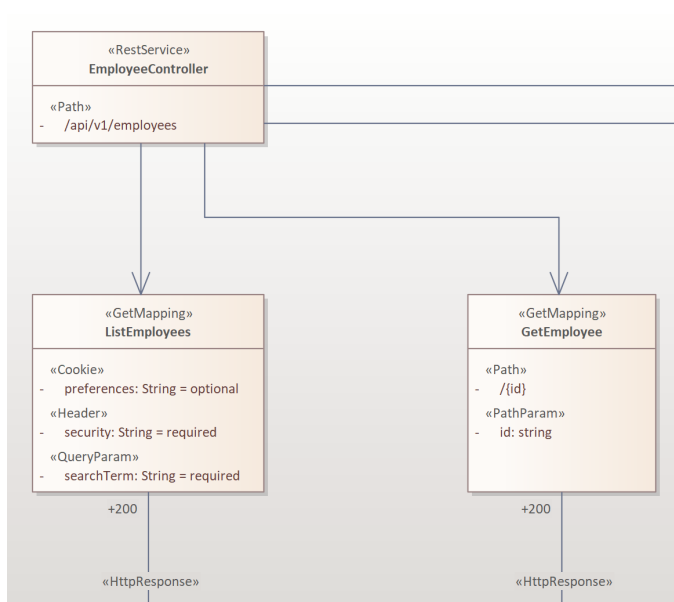 «RestService»
EmployeeController
«Path»
- /api/v1/employees
«GetMapping»
ListEmployees
«Cookie»
- preferences: String = optional
«Header»
- security: String = required
«QueryParam»
- searchTerm: String = required
+200
«HttpResponse»
«GetMapping»
GetEmployee
«Path»
- /{id}
«PathParam»
- id: string
+200
«HttpResponse»